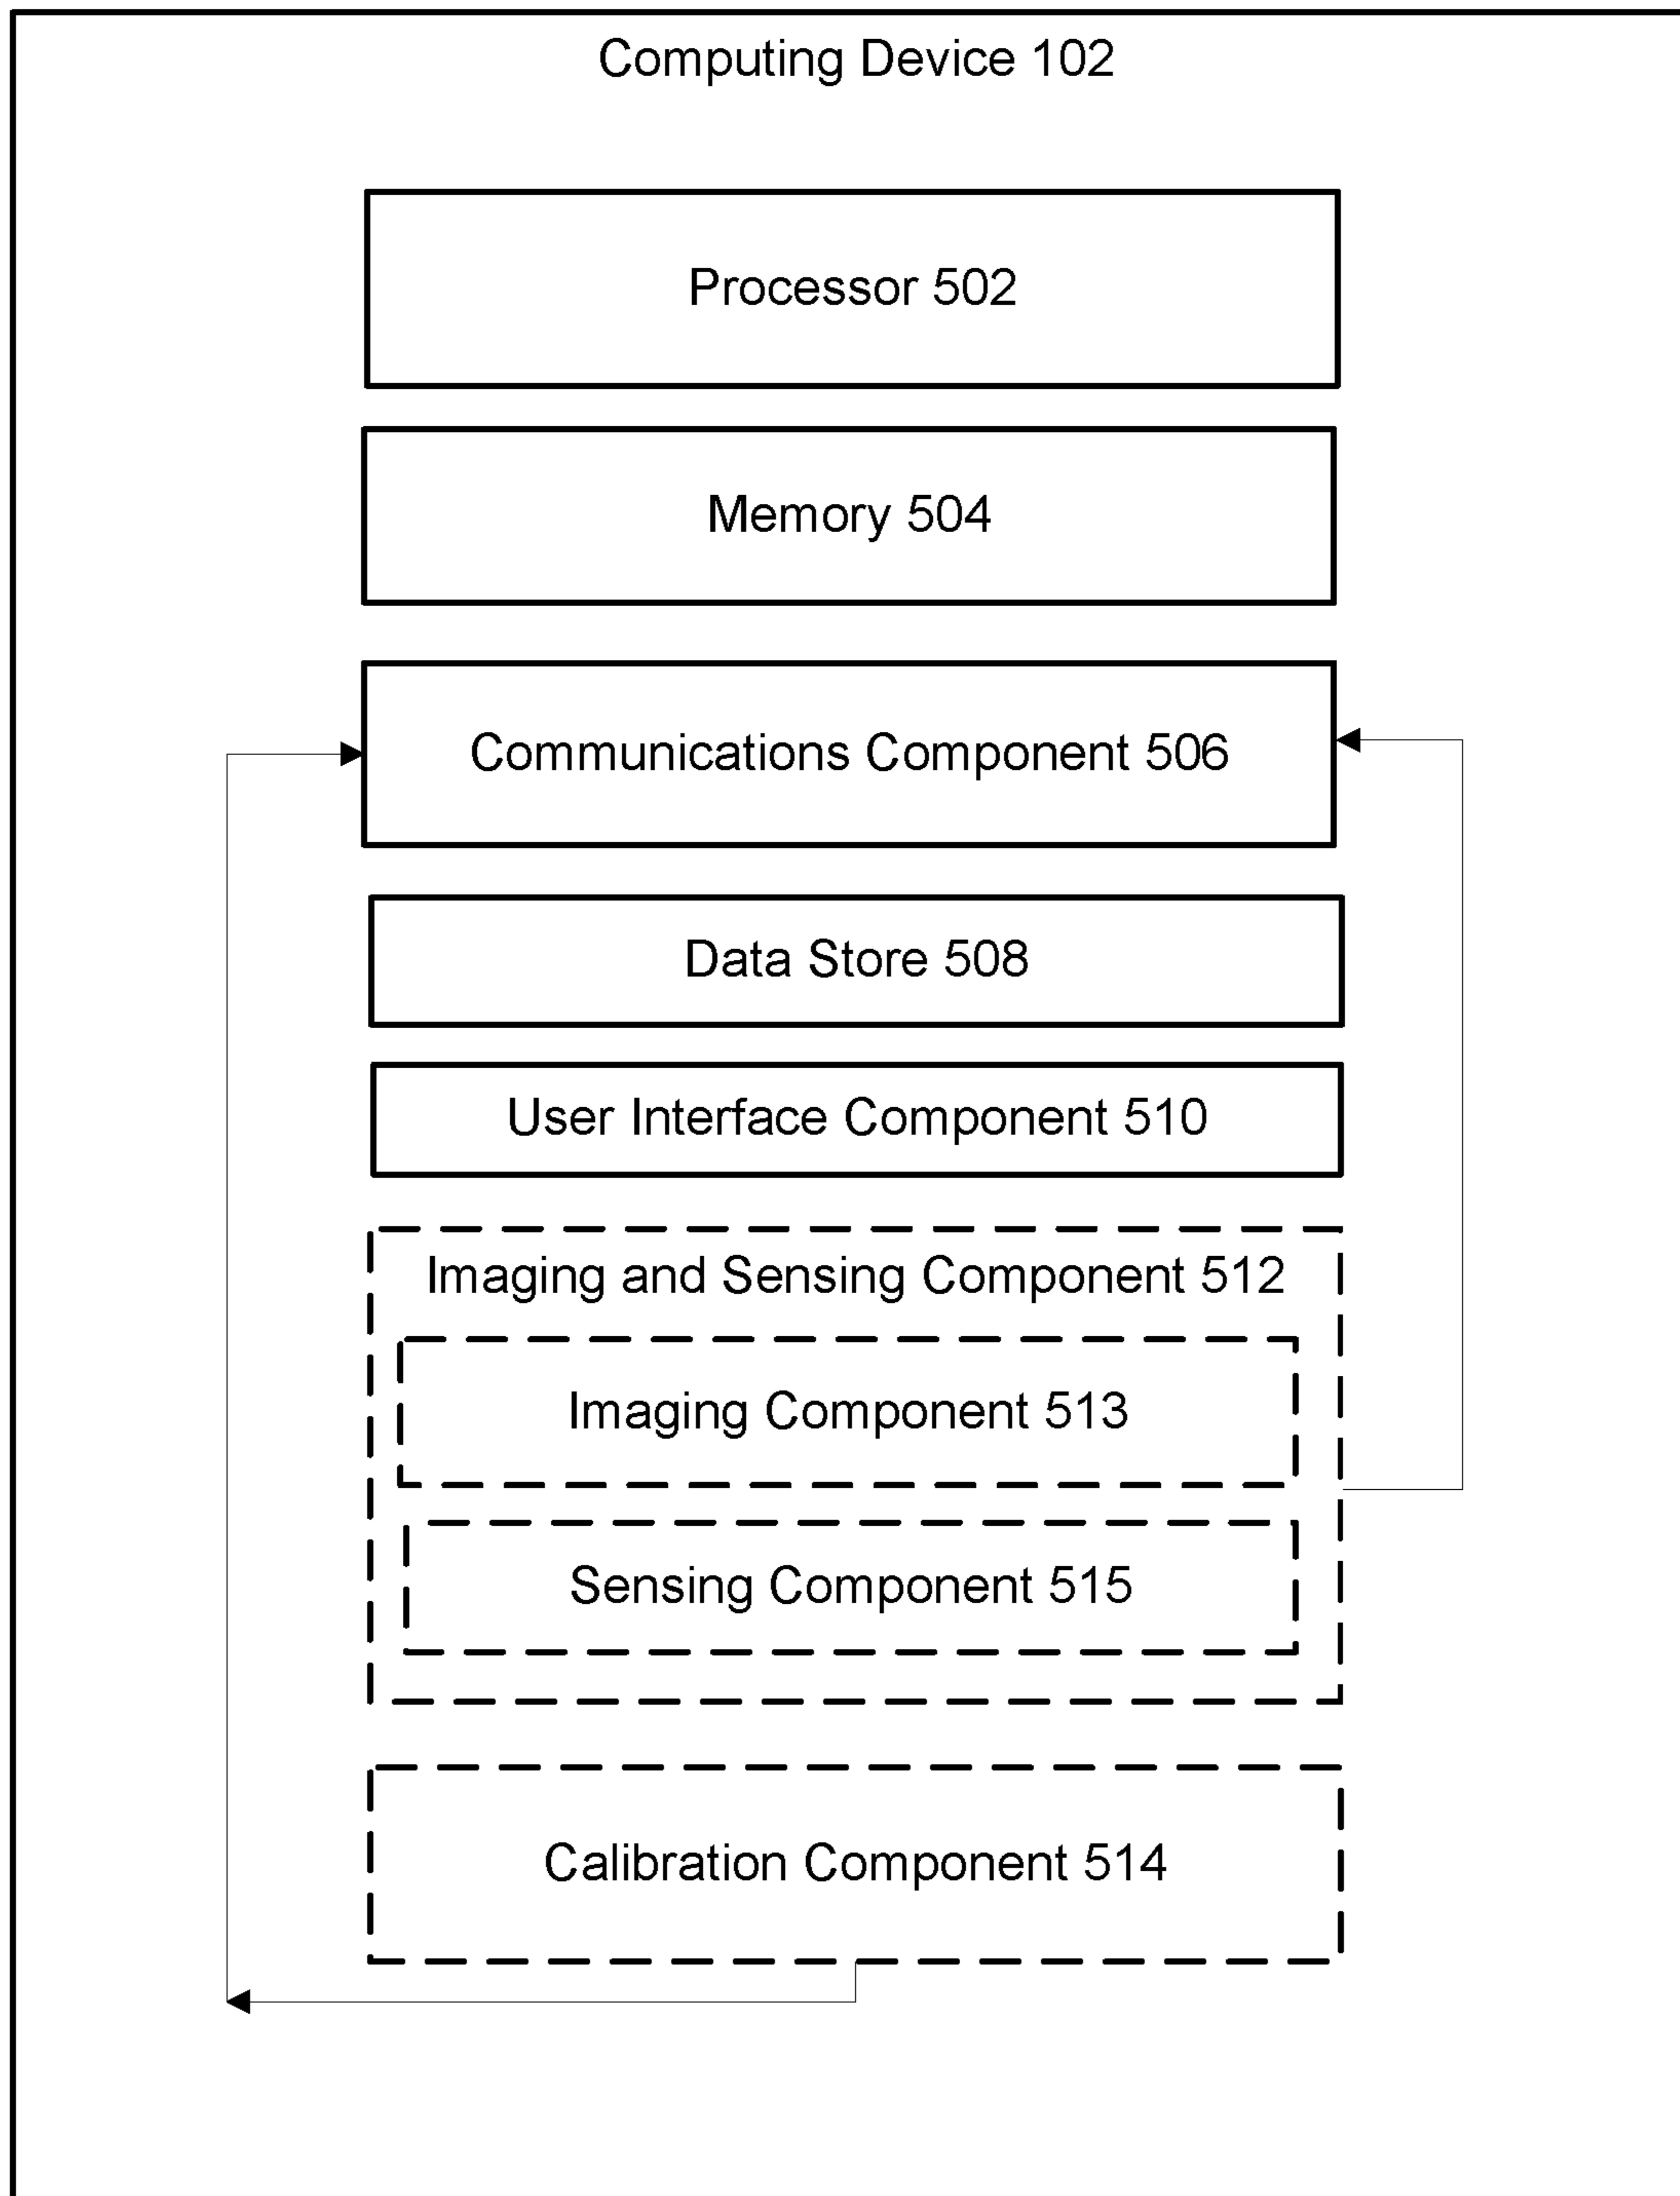 Computing Device 102
Processor 502
Memory 504
Communications Component 506
Data Store 508
User Interface Component 510
Imaging and Sensing Component 512
Imaging Component 513
Sensing Component 515
Calibration Component 514